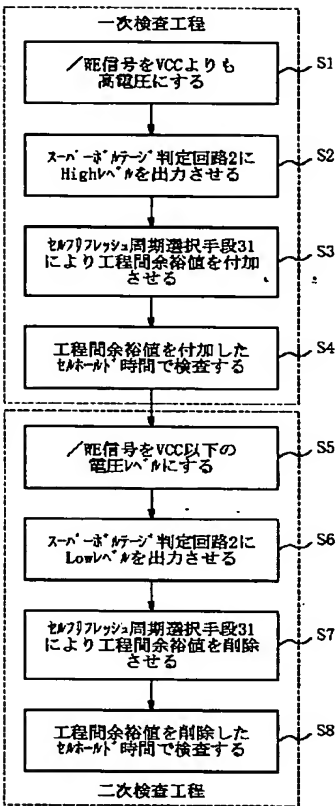 一次検査工程
／WE信号をVCCよりも
高電圧にする
S1
ｽｰﾊﾟｰﾎﾞﾙﾃｰｼﾞ判定回路2に
Highﾚﾍﾞﾙを出力させる
S2
ｾﾙﾌﾘﾌﾚｯｼｭ周期選択手段31
により工程間余裕値を付加
させる
S3
工程間余裕値を付加した
ｾﾙﾎｰﾙﾄﾞ時間で検査する
S4
／WE信号をVCC以下の
電圧ﾚﾍﾞﾙにする
S5
ｽｰﾊﾟｰﾎﾞﾙﾃｰｼﾞ判定回路2に
Lowﾚﾍﾞﾙを出力させる
S6
ｾﾙﾌﾘﾌﾚｯｼｭ周期選択手段31
により工程間余裕値を削除
させる
S7
工程間余裕値を削除した
ｾﾙﾎｰﾙﾄﾞ時間で検査する
S8
二次検査工程